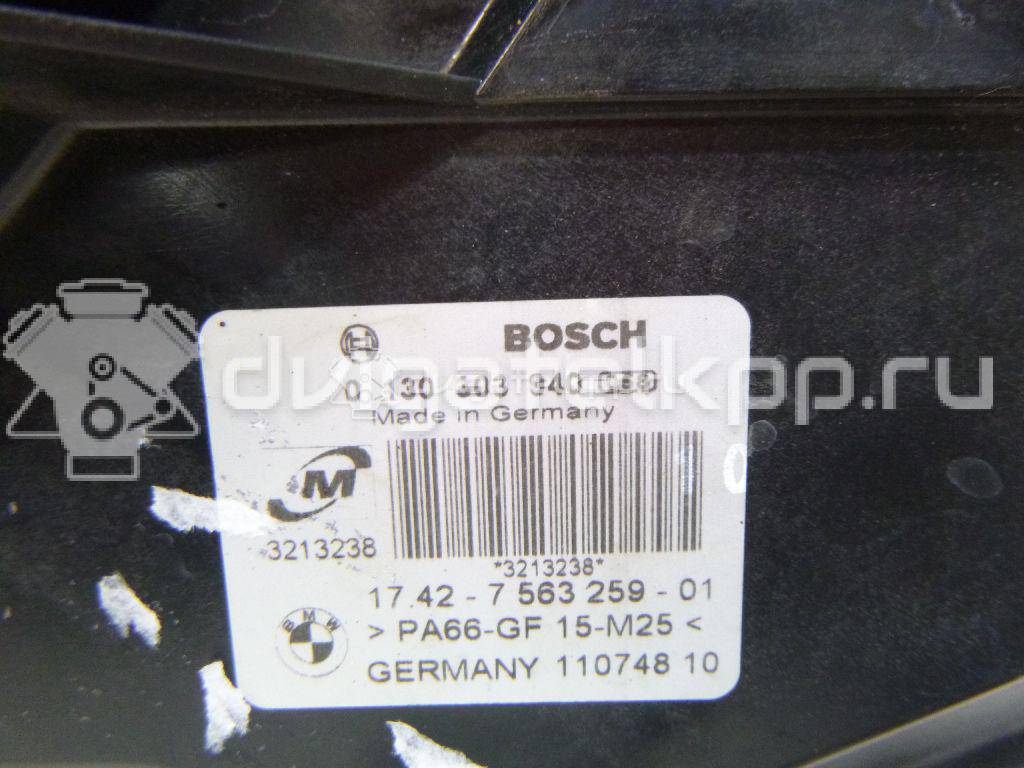 BOSCH
dvigatelkpp.ru
Made in Germany
M
3213238
*3213238*
17.42 - 7 563 259 - 01
BMW
> PA66-GF 15-M25 <
GERMANY 110748 10